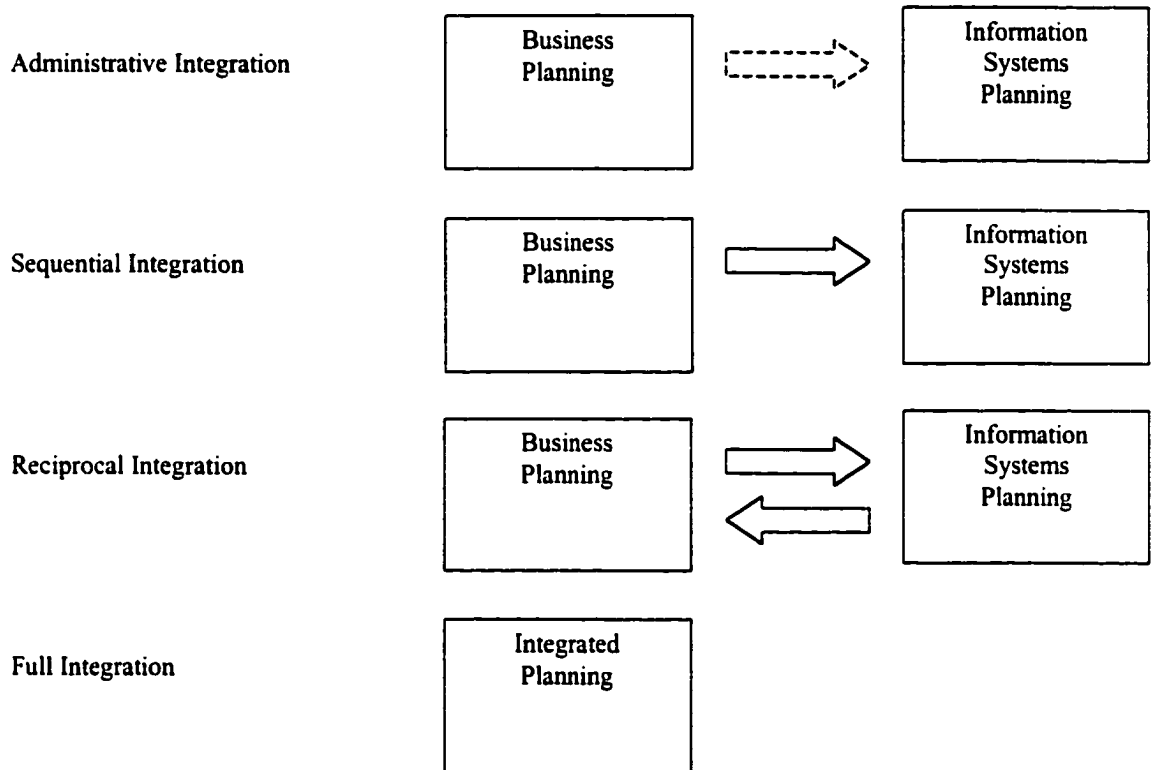 Administrative Integration
Business
Planning
Information
Systems
Planning
Sequential Integration
Business
Planning
Information
Systems
Planning
Reciprocal Integration
Business
Planning
Information
Systems
Planning
Full Integration
Integrated
Planning